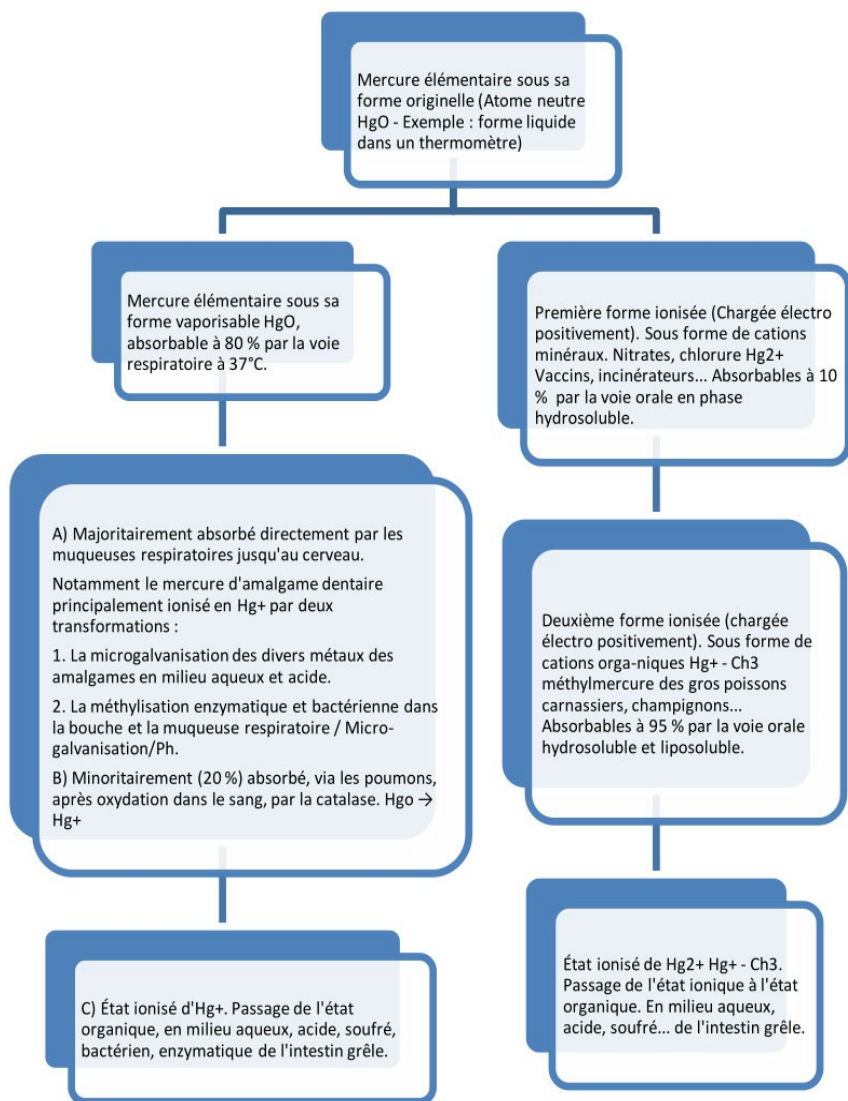 Mercure élémentaire sous sa
forme originelle (Atome neutre
HgO - Exemple : forme liquide
dans un thermomètre)
Mercure élémentaire sous sa
forme vaporisable HgO,
absorbable à 80 % par la voie
respiratoire à 37°C.
Première forme ionisée (Chargée électro
positivement). Sous forme de cations
minéraux. Nitrates, chlorure Hg2+
Vaccins, incinérateurs... Absorbables à 10
% par la voie orale en phase
hydrosoluble.
A) Majoritairement absorbé directement par les
muqueuses respiratoires jusqu'au cerveau.
Notamment le mercure d'amalgame dentaire
principalement ionisé en Hg+ par deux
transformations :
1. La microgalvanisation des divers métaux des
amalgames en milieu aqueux et acide.
2. La méthylisation enzymatique et bactérienne dans
la bouche et la muqueuse respiratoire / Micro-
galvanisation/Ph.
B) Minoritairement (20 %) absorbé, via les poumons,
après oxydation dans le sang, par la catalase. Hgo →
Hg+
Deuxième forme ionisée (chargée
électro positivement). Sous forme de
cations orga-niques Hg+ - Ch3
méthylmercure des gros poissons
carnassiers, champignons...
Absorbables à 95 % par la voie orale
hydrosoluble et liposoluble.
C) État ionisé d'Hg+. Passage de l'état
organique, en milieu aqueux, acide, soufré,
bactérien, enzymatique de l'intestin grêle.
État ionisé de Hg2+ Hg+ - Ch3.
Passage de l'état ionique à l'état
organique. En milieu aqueux,
acide, soufré... de l'intestin grêle.